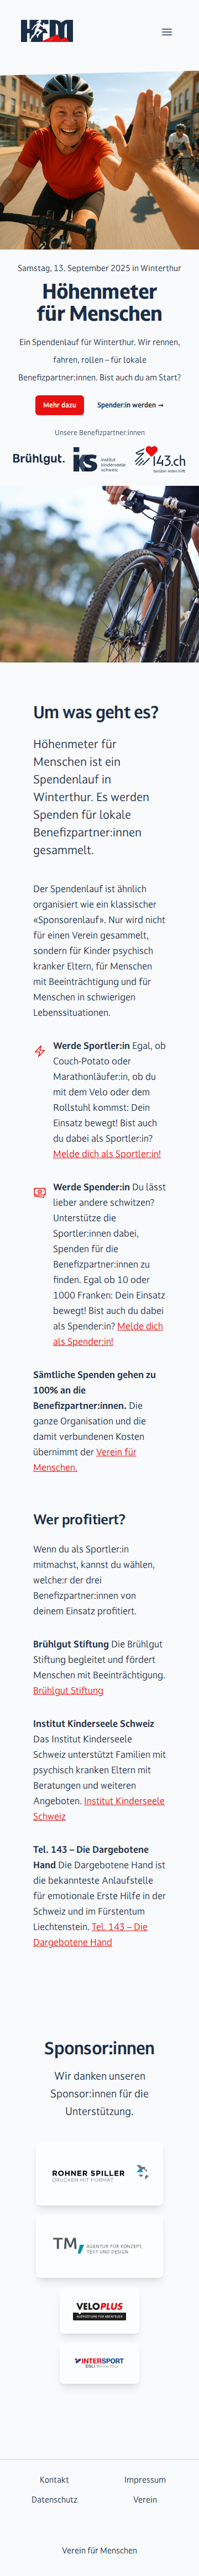 HFM
Samstag, 13. September 2025 in Winterthur
Höhenmeter
für Menschen
Ein Spendenlauf für Winterthur. Wir rennen,
fahren, rollen – für lokale
Benefizpartner:innen. Bist auch du am Start?
Mehr dazu
Spender:in werden →
Unsere Benefizpartner:innen
Brühlgut.
iks
institut
kinderseele
schweiz
143.ch
Darüber reden hilft
Um was geht es?
Höhenmeter für
Menschen ist ein
Spendenlauf in
Winterthur. Es werden
Spenden für lokale
Benefizpartner:innen
gesammelt.
Der Spendenlauf ist ähnlich
organisiert wie ein klassischer
«Sponsorenlauf». Nur wird nicht
für einen Verein gesammelt,
sondern für Kinder psychisch
kranker Eltern, für Menschen
mit Beeinträchtigung und für
Menschen in schwierigen
Lebenssituationen.
Werde Sportler:in Egal, ob
Couch-Potato oder
Marathonläufer:in, ob du
mit dem Velo oder dem
Rollstuhl kommst: Dein
Einsatz bewegt! Bist auch
du dabei als Sportler:in?
Melde dich als Sportler:in!
Werde Spender:in Du lässt
lieber andere schwitzen?
Unterstütze die
Sportler:innen dabei,
Spenden für die
Benefizpartner:innen zu
finden. Egal ob 10 oder
1000 Franken: Dein Einsatz
bewegt! Bist auch du dabei
als Spender:in? Melde dich
als Spender:in!
Sämtliche Spenden gehen zu
100% an die
Benefizpartner:innen. Die
ganze Organisation und die
damit verbundenen Kosten
übernimmt der Verein für
Menschen.
Wer profitiert?
Wenn du als Sportler:in
mitmachst, kannst du wählen,
welche:r der drei
Benefizpartner:innen von
deinem Einsatz profitiert.
Brühlgut Stiftung Die Brühlgut
Stiftung begleitet und fördert
Menschen mit Beeinträchtigung.
Brühlgut Stiftung
Institut Kinderseele Schweiz
Das Institut Kinderseele
Schweiz unterstützt Familien mit
psychisch kranken Eltern mit
Beratungen und weiteren
Angeboten. Institut Kinderseele
Schweiz
Tel. 143 – Die Dargebotene
Hand Die Dargebotene Hand ist
die bekannteste Anlaufstelle
für emotionale Erste Hilfe in der
Schweiz und im Fürstentum
Liechtenstein. Tel. 143 – Die
Dargebotene Hand
Sponsor:innen
Wir danken unseren
Sponsor:innen für die
Unterstützung.
ROHNER SPILLER
DRUCKEN MIT FORMAT
TM/ AGENTUR FÜR KONZEPT,
TEXT UND DESIGN
VELOPLUS
AUSRÜSTUNG FÜR ABENTEUER
INTERSPORT
EGLI Winterthur
Kontakt
Impressum
Datenschutz
Verein
Verein für Menschen